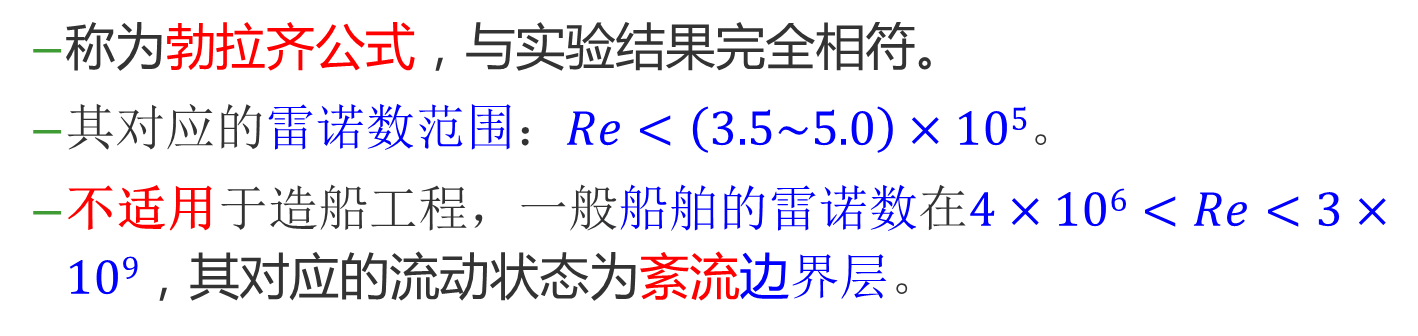 –称为勃拉齐公式，与实验结果完全相符。
–其对应的雷诺数范围：Re < (3.5~5.0) × 10⁵。
–不适用于造船工程，一般船舶的雷诺数在4 × 10⁶ < Re < 3 ×
10⁹，其对应的流动状态为紊流边界层。